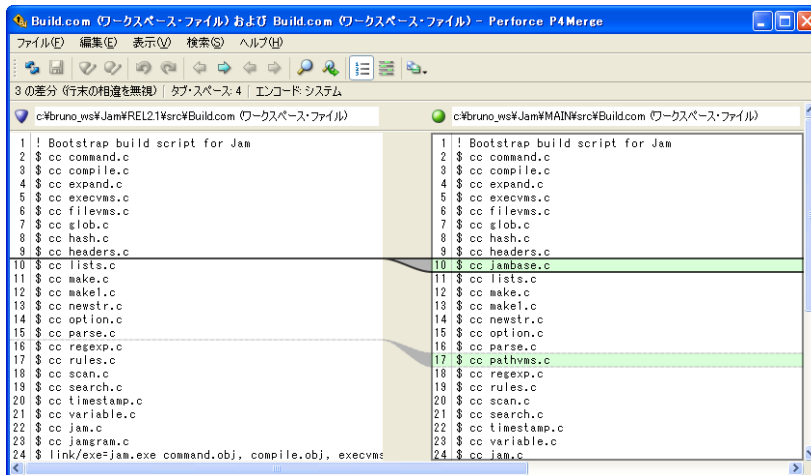 Build.com (ワークスペース・ファイル) および Build.com (ワークスペース・ファイル) - Perforce P4Merge
ファイル(F) 編集(E) 表示(V) 検索(S) ヘルプ(H)
3 の差分 (行末の相違を無視) タブ・スペース: 4 エンコード: システム
c:¥bruno_ws¥Jam¥REL2.1¥src¥Build.com (ワークスペース・ファイル)
1 ! Bootstrap build script for Jam
2 $ cc command.c
3 $ cc compile.c
4 $ cc expand.c
5 $ cc execvms.c
6 $ cc filevms.c
7 $ cc glob.c
8 $ cc hash.c
9 $ cc headers.c
10 $ cc lists.c
11 $ cc make.c
12 $ cc make1.c
13 $ cc newstr.c
14 $ cc option.c
15 $ cc parse.c
16 $ cc regexp.c
17 $ cc rules.c
18 $ cc scan.c
19 $ cc search.c
20 $ cc timestamp.c
21 $ cc variable.c
22 $ cc jam.c
23 $ cc jamgram.c
24 $ link/exe=jam.exe command.obj, compile.obj, execvms
c:¥bruno_ws¥Jam¥MAIN¥src¥Build.com (ワークスペース・ファイル)
1 ! Bootstrap build script for Jam
2 $ cc command.c
3 $ cc compile.c
4 $ cc expand.c
5 $ cc execvms.c
6 $ cc filevms.c
7 $ cc glob.c
8 $ cc hash.c
9 $ cc headers.c
10 $ cc jambase.c
11 $ cc lists.c
12 $ cc make.c
13 $ cc make1.c
14 $ cc newstr.c
15 $ cc option.c
16 $ cc parse.c
17 $ cc pathvms.c
18 $ cc regexp.c
19 $ cc rules.c
20 $ cc scan.c
21 $ cc search.c
22 $ cc timestamp.c
23 $ cc variable.c
24 $ cc jam.c